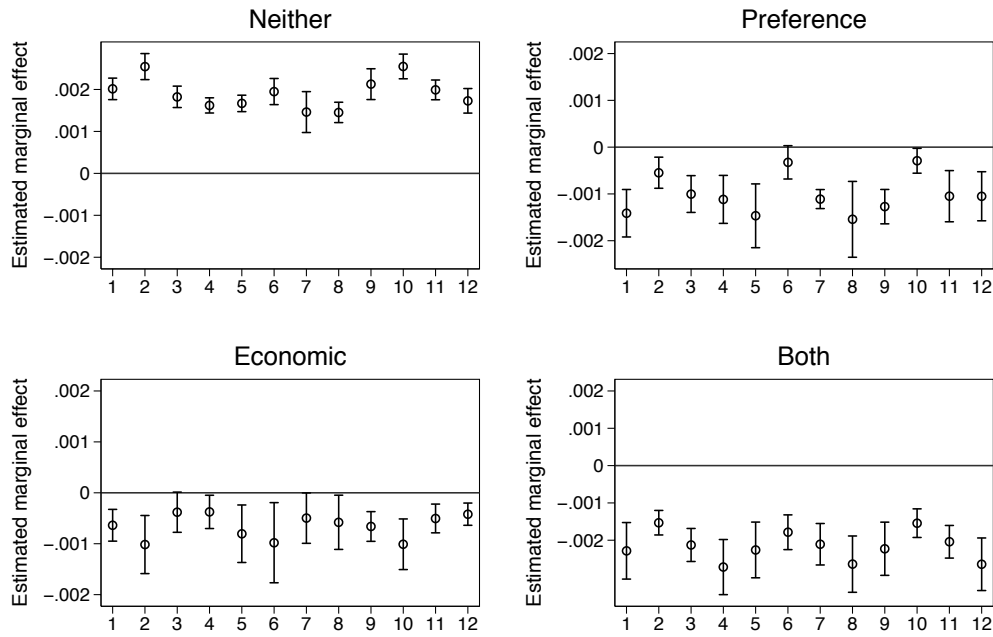 Neither
Estimated marginal effect
.002
.001
0
−.001
−.002
1 2 3 4 5 6 7 8 9 10 11 12
Preference
Estimated marginal effect
.002
.001
0
−.001
−.002
1 2 3 4 5 6 7 8 9 10 11 12
Economic
Estimated marginal effect
.002
.001
0
−.001
−.002
1 2 3 4 5 6 7 8 9 10 11 12
Both
Estimated marginal effect
.002
.001
0
−.001
−.002
1 2 3 4 5 6 7 8 9 10 11 12